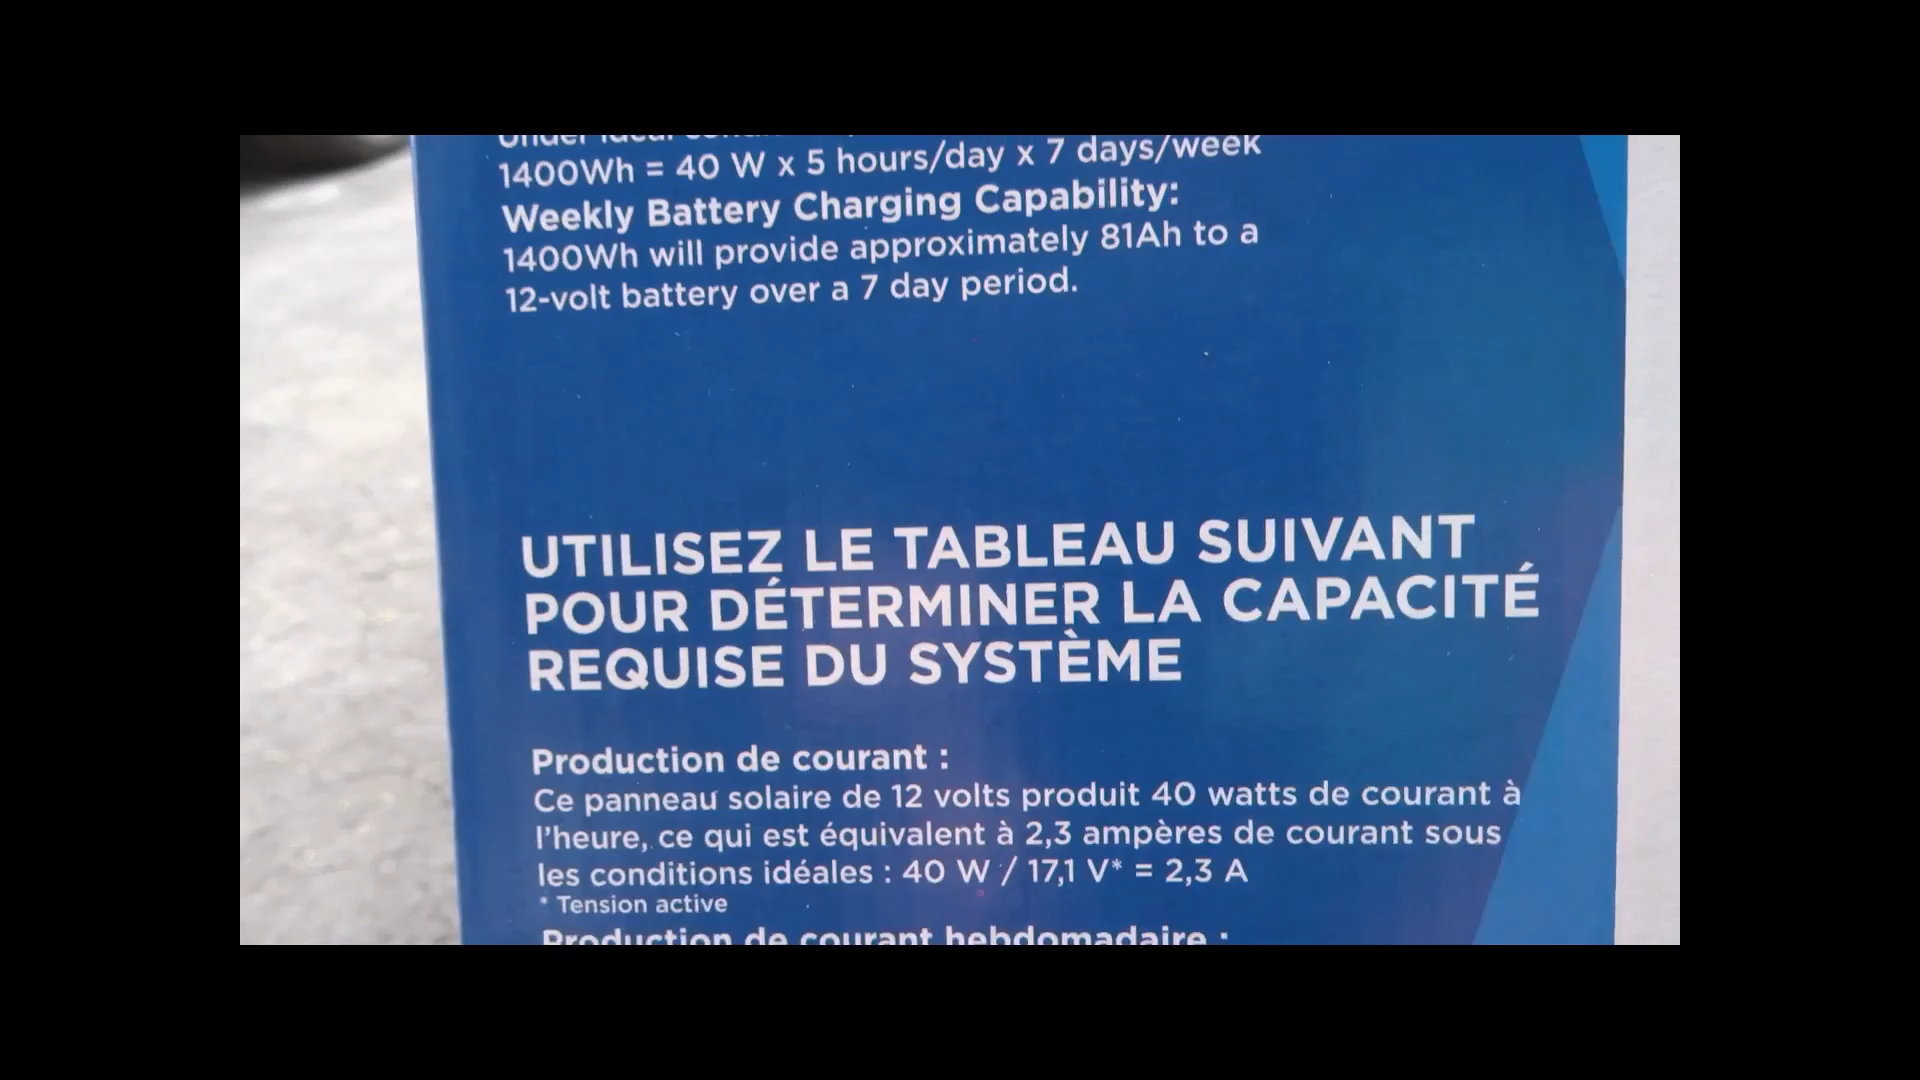 1400Wh = 40 W x 5 hours/day x 7 days/week
Weekly Battery Charging Capability:
1400Wh will provide approximately 81Ah to a
12-volt battery over a 7 day period.
UTILISEZ LE TABLEAU SUIVANT
POUR DÉTERMINER LA CAPACITÉ
REQUISE DU SYSTÈME
Production de courant :
Ce panneau solaire de 12 volts produit 40 watts de courant à
l'heure, ce qui est équivalent à 2,3 ampères de courant sous
les conditions idéales : 40 W / 17,1 V* = 2,3 A
* Tension active
Production de courant hebdomadaire :